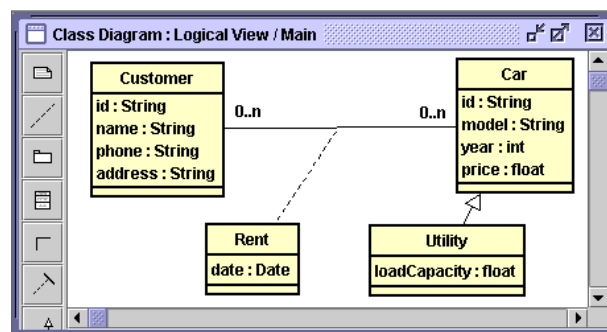 Class Diagram : Logical View / Main
Customer
id : String
name : String
phone : String
address : String
0..n
0..n
Car
id : String
model : String
year : int
price : float
Rent
date : Date
Utility
loadCapacity : float